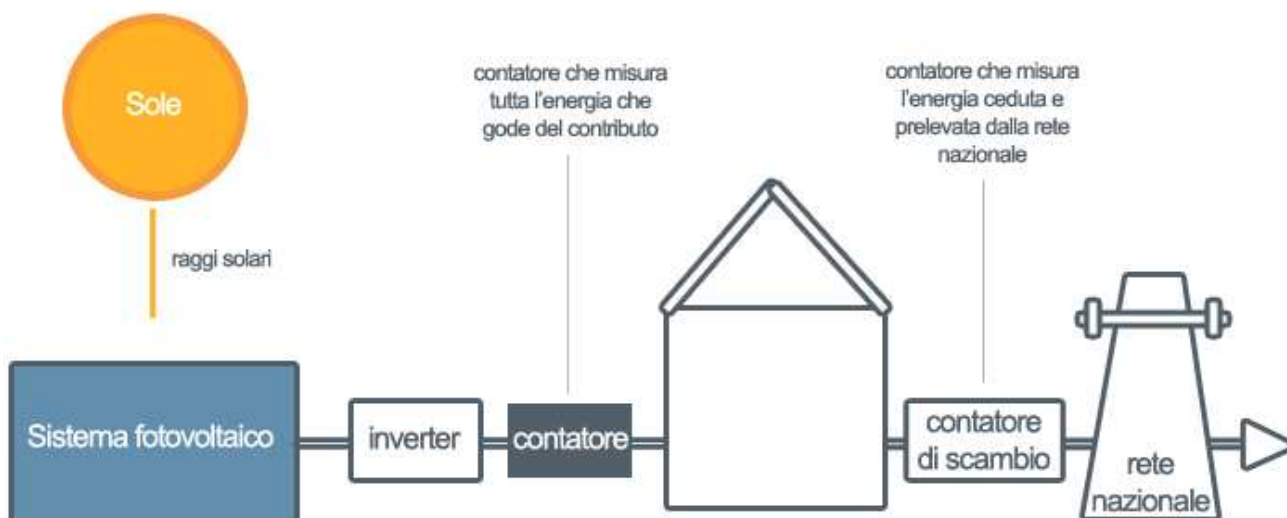 Sole
raggi solari
contatore che misura
tutta l'energia che
gode del contributo
contatore che misura
l'energia ceduta e
prelevata dalla rete
nazionale
Sistema fotovoltaico
inverter
contatore
contatore
di scambio
rete
nazionale